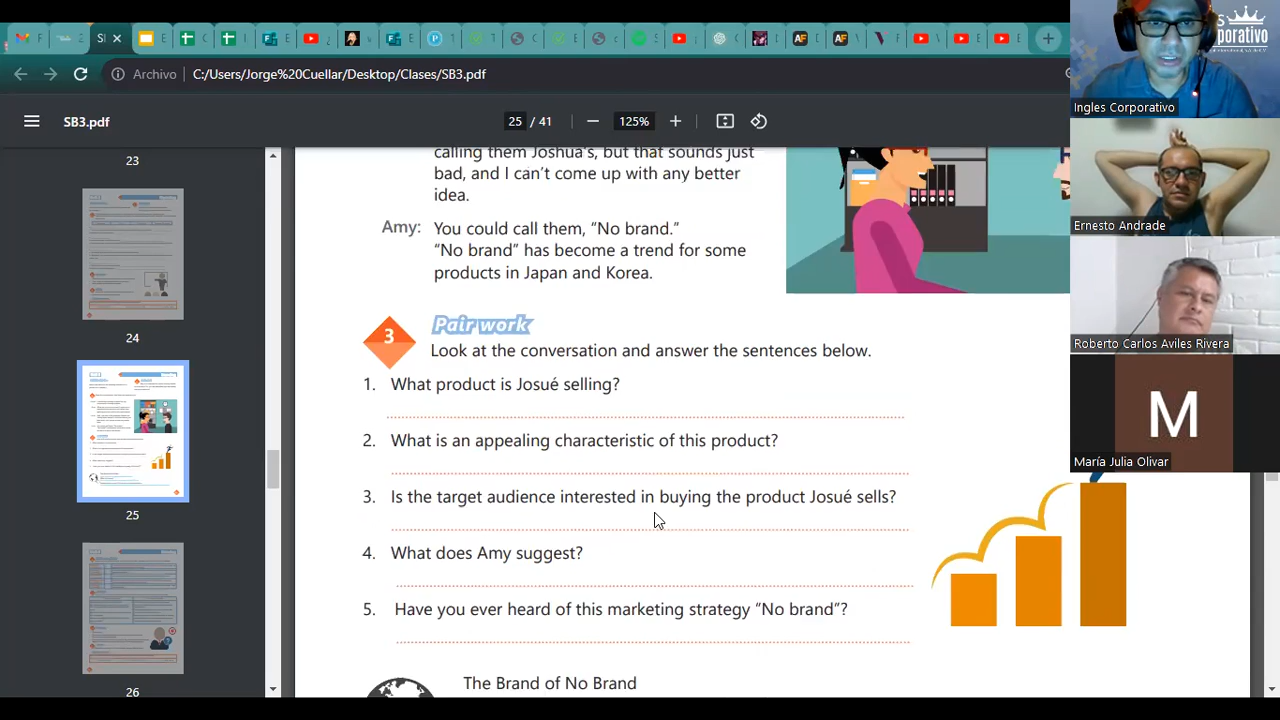 Archivo
C:/Users/Jorge%20Cuellar/Desktop/Clases/SB3.pdf
SB3.pdf
25 / 41
125%
23
24
25
26
calling them Joshua's, but that sounds just
bad, and I can't come up with any better
idea.
Amy: You could call them, “No brand.”
“No brand” has become a trend for some
products in Japan and Korea.
3 Pair work
Look at the conversation and answer the sentences below.
1. What product is Josué selling?
2. What is an appealing characteristic of this product?
3. Is the target audience interested in buying the product Josué sells?
4. What does Amy suggest?
5. Have you ever heard of this marketing strategy “No brand”?
The Brand of No Brand
Ingles Corporativo
Ernesto Andrade
Roberto Carlos Aviles Rivera
M
María Julia Olivar